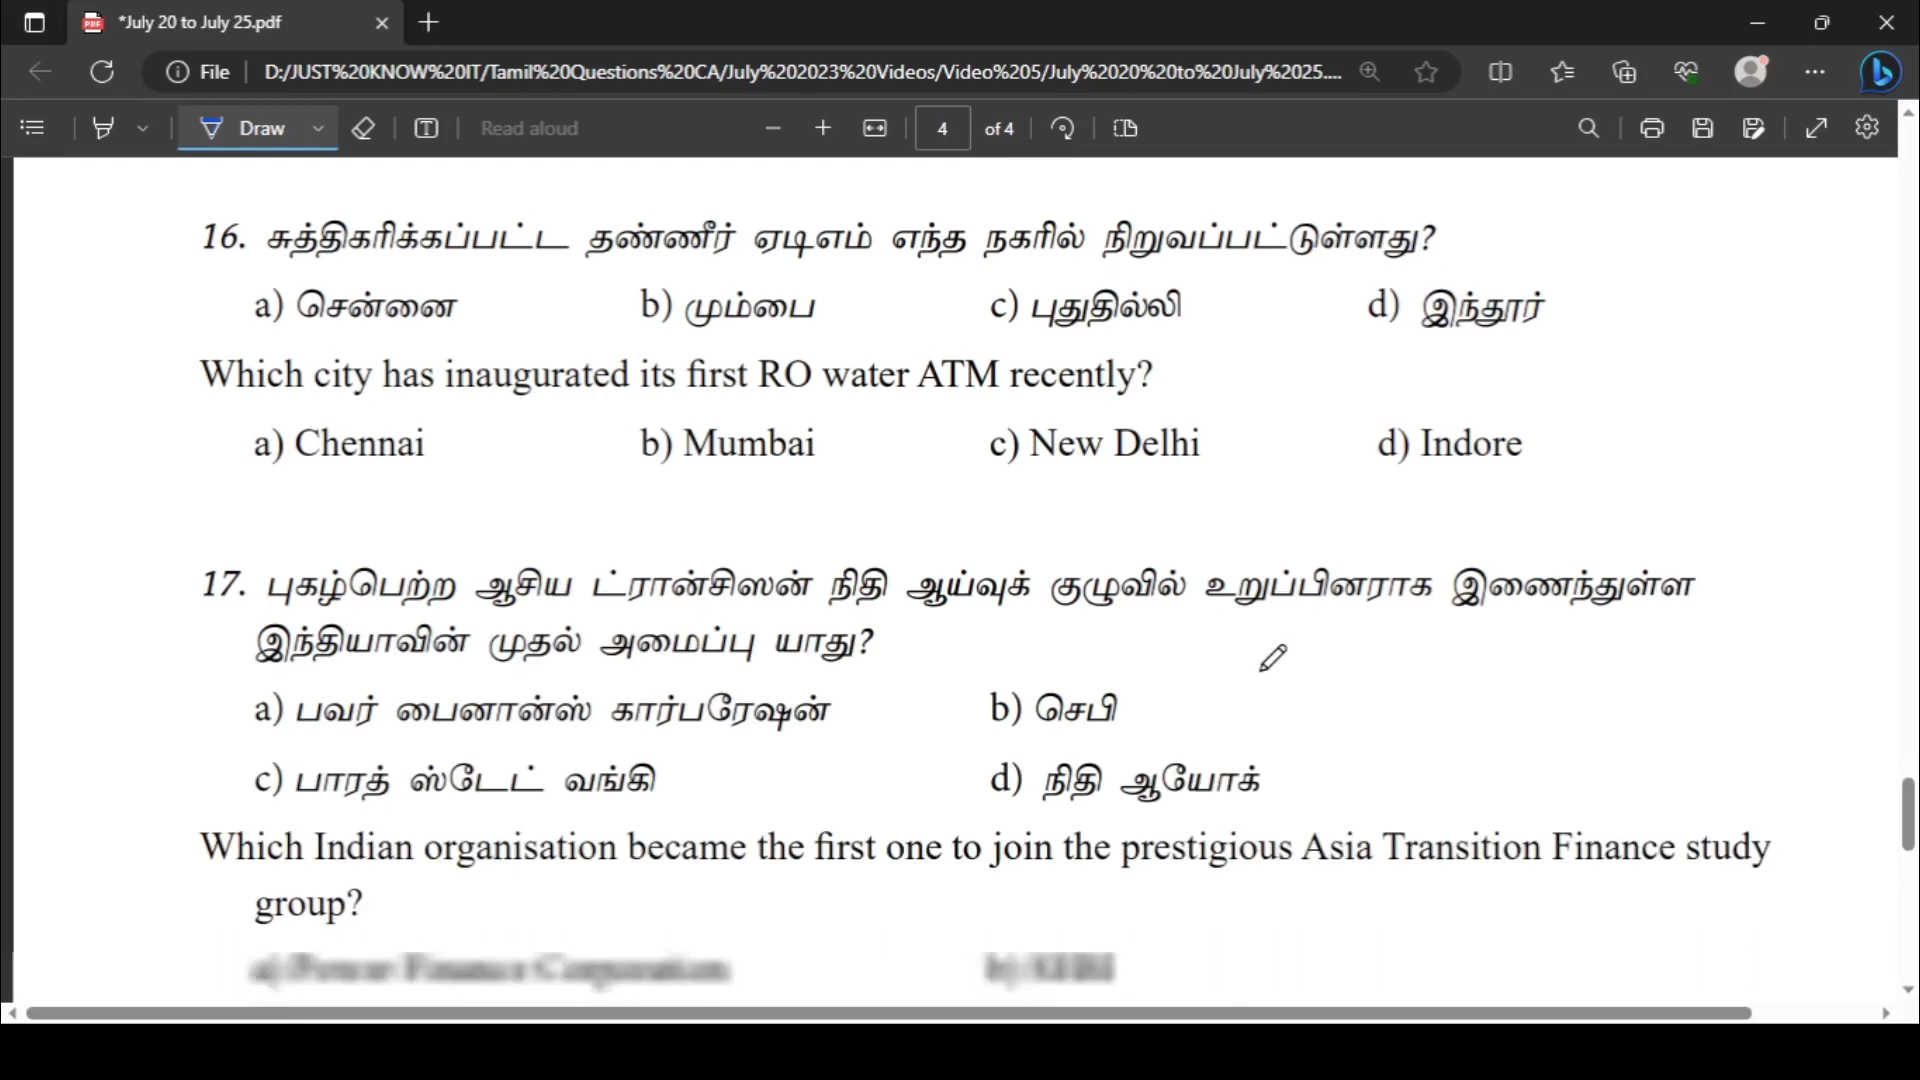 *July 20 to July 25.pdf
File D:/JUST%20KNOW%20IT/Tamil%20Questions%20CA/July%202023%20Videos/Video%205/July%2020%20to%20July%2025....
Draw Read aloud 4 of 4
16. சுத்திகரிக்கப்பட்ட தண்ணீர் ஏடிஎம் எந்த நகரில் நிறுவப்பட்டுள்ளது?
a) சென்னை b) மும்பை c) புதுதில்லி d) இந்தூர்
Which city has inaugurated its first RO water ATM recently?
a) Chennai b) Mumbai c) New Delhi d) Indore
17. புகழ்பெற்ற ஆசிய ட்ரான்சிஸன் நிதி ஆய்வுக் குழுவில் உறுப்பினராக இணைந்துள்ள
இந்தியாவின் முதல் அமைப்பு யாது?
a) பவர் பைனான்ஸ் கார்பரேஷன் b) செபி
c) பாரத் ஸ்டேட் வங்கி d) நிதி ஆயோக்
Which Indian organisation became the first one to join the prestigious Asia Transition Finance study
group?
a) Power Finance Corporation